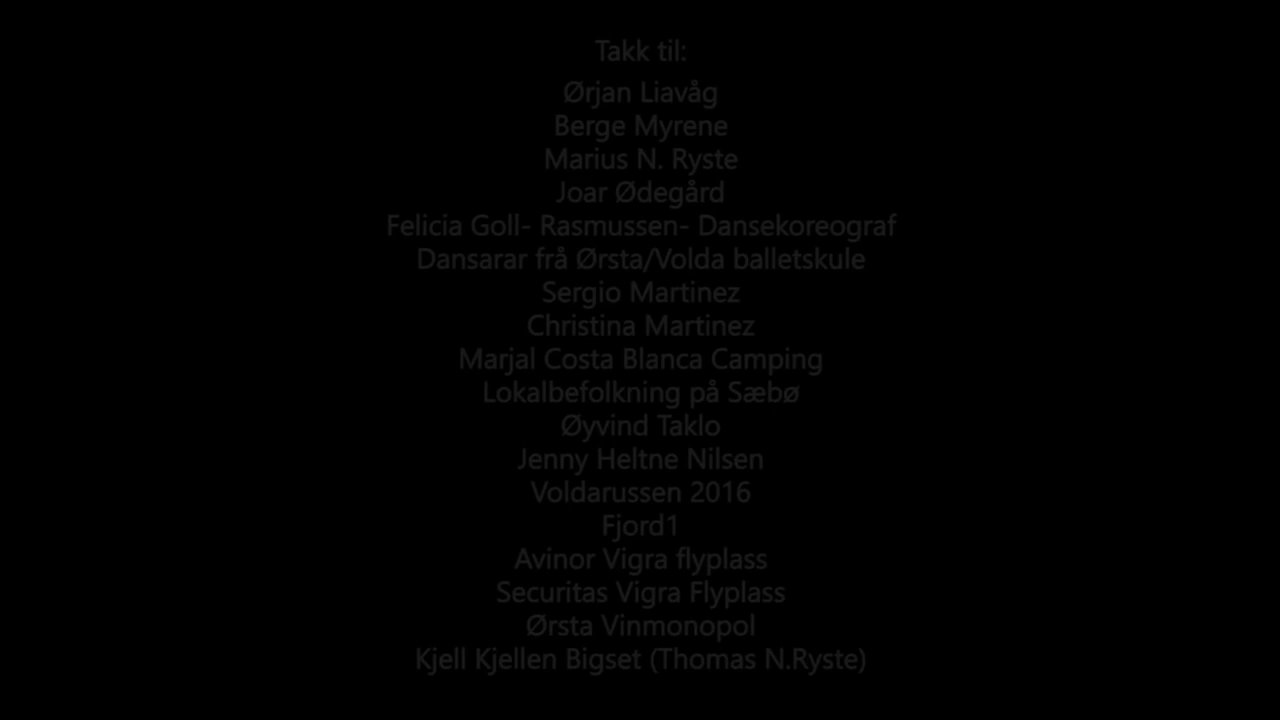 Takk til:
Ørjan Liavåg
Berge Myrene
Marius N. Ryste
Joar Ødegård
Felicia Goll- Rasmussen- Dansekoreograf
Dansarar frå Ørsta/Volda balletskule
Sergio Martinez
Christina Martinez
Marjal Costa Blanca Camping
Lokalbefolkning på Sæbø
Øyvind Taklo
Jenny Heltne Nilsen
Voldarussen 2016
Fjord1
Avinor Vigra flyplass
Securitas Vigra Flyplass
Ørsta Vinmonopol
Kjell Kjellen Bigset (Thomas N.Ryste)